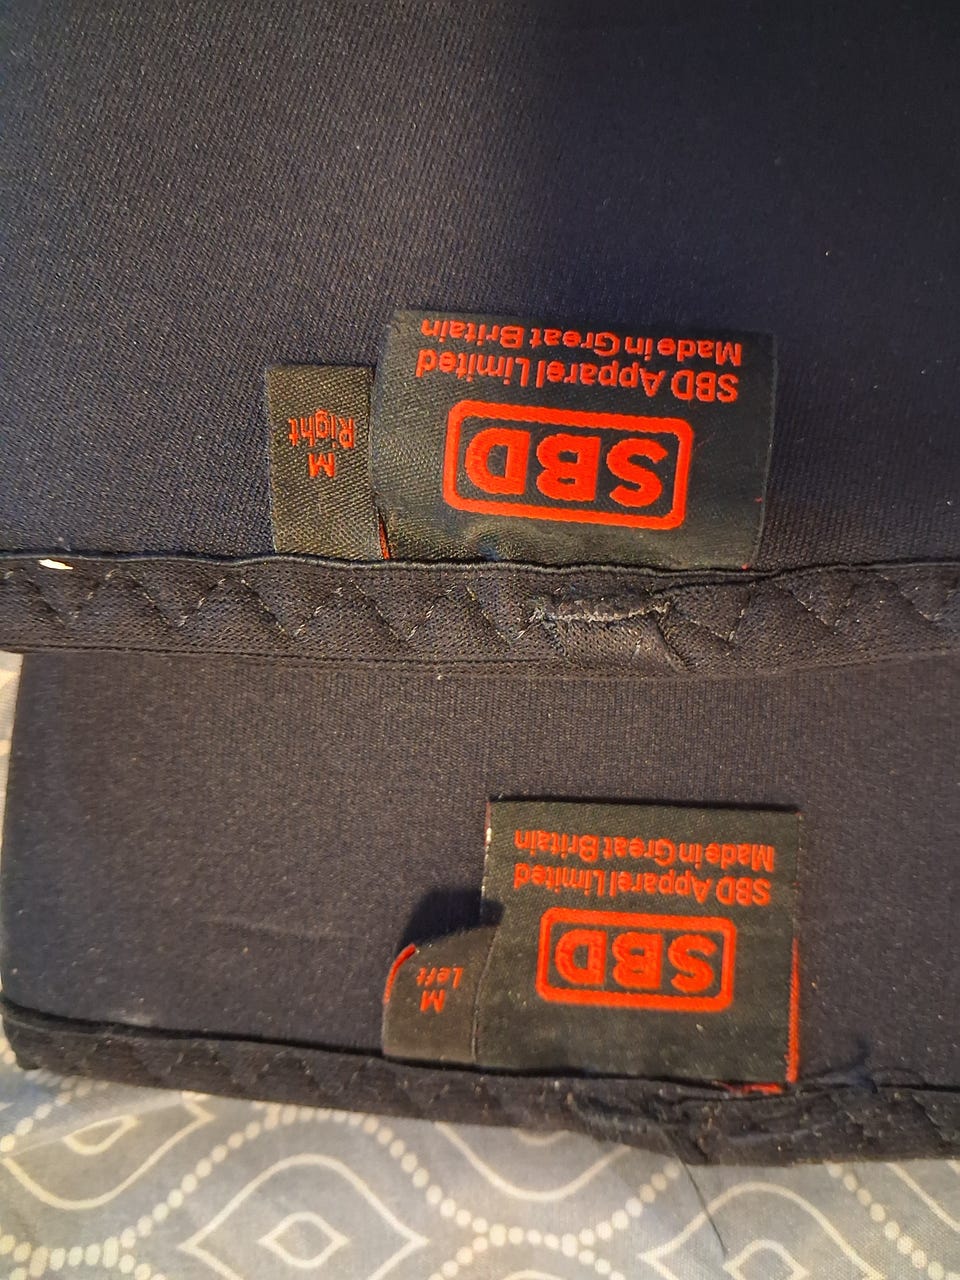 SBD
SBD Apparel Limited
Made in Great Britain
M
Right
SBD
SBD Apparel Limited
Made in Great Britain
M
Left